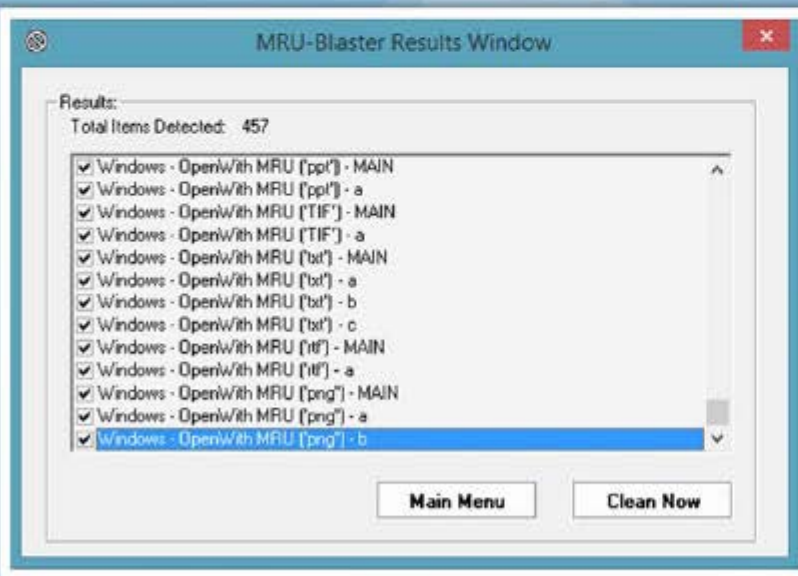 MRU-Blaster Results Window
Results:
Total Items Detected: 457
Windows - OpenWith MRU ('ppt') - MAIN
Windows - OpenWith MRU ('ppt') - a
Windows - OpenWith MRU ('TIF') - MAIN
Windows - OpenWith MRU ('TIF') - a
Windows - OpenWith MRU ('txt') - MAIN
Windows - OpenWith MRU ('txt') - a
Windows - OpenWith MRU ('txt') - b
Windows - OpenWith MRU ('txt') - c
Windows - OpenWith MRU ('rtf') - MAIN
Windows - OpenWith MRU ('rtf') - a
Windows - OpenWith MRU ('png") - MAIN
Windows - OpenWith MRU ('png") - a
Windows - OpenWith MRU ('png") - b
Main Menu
Clean Now